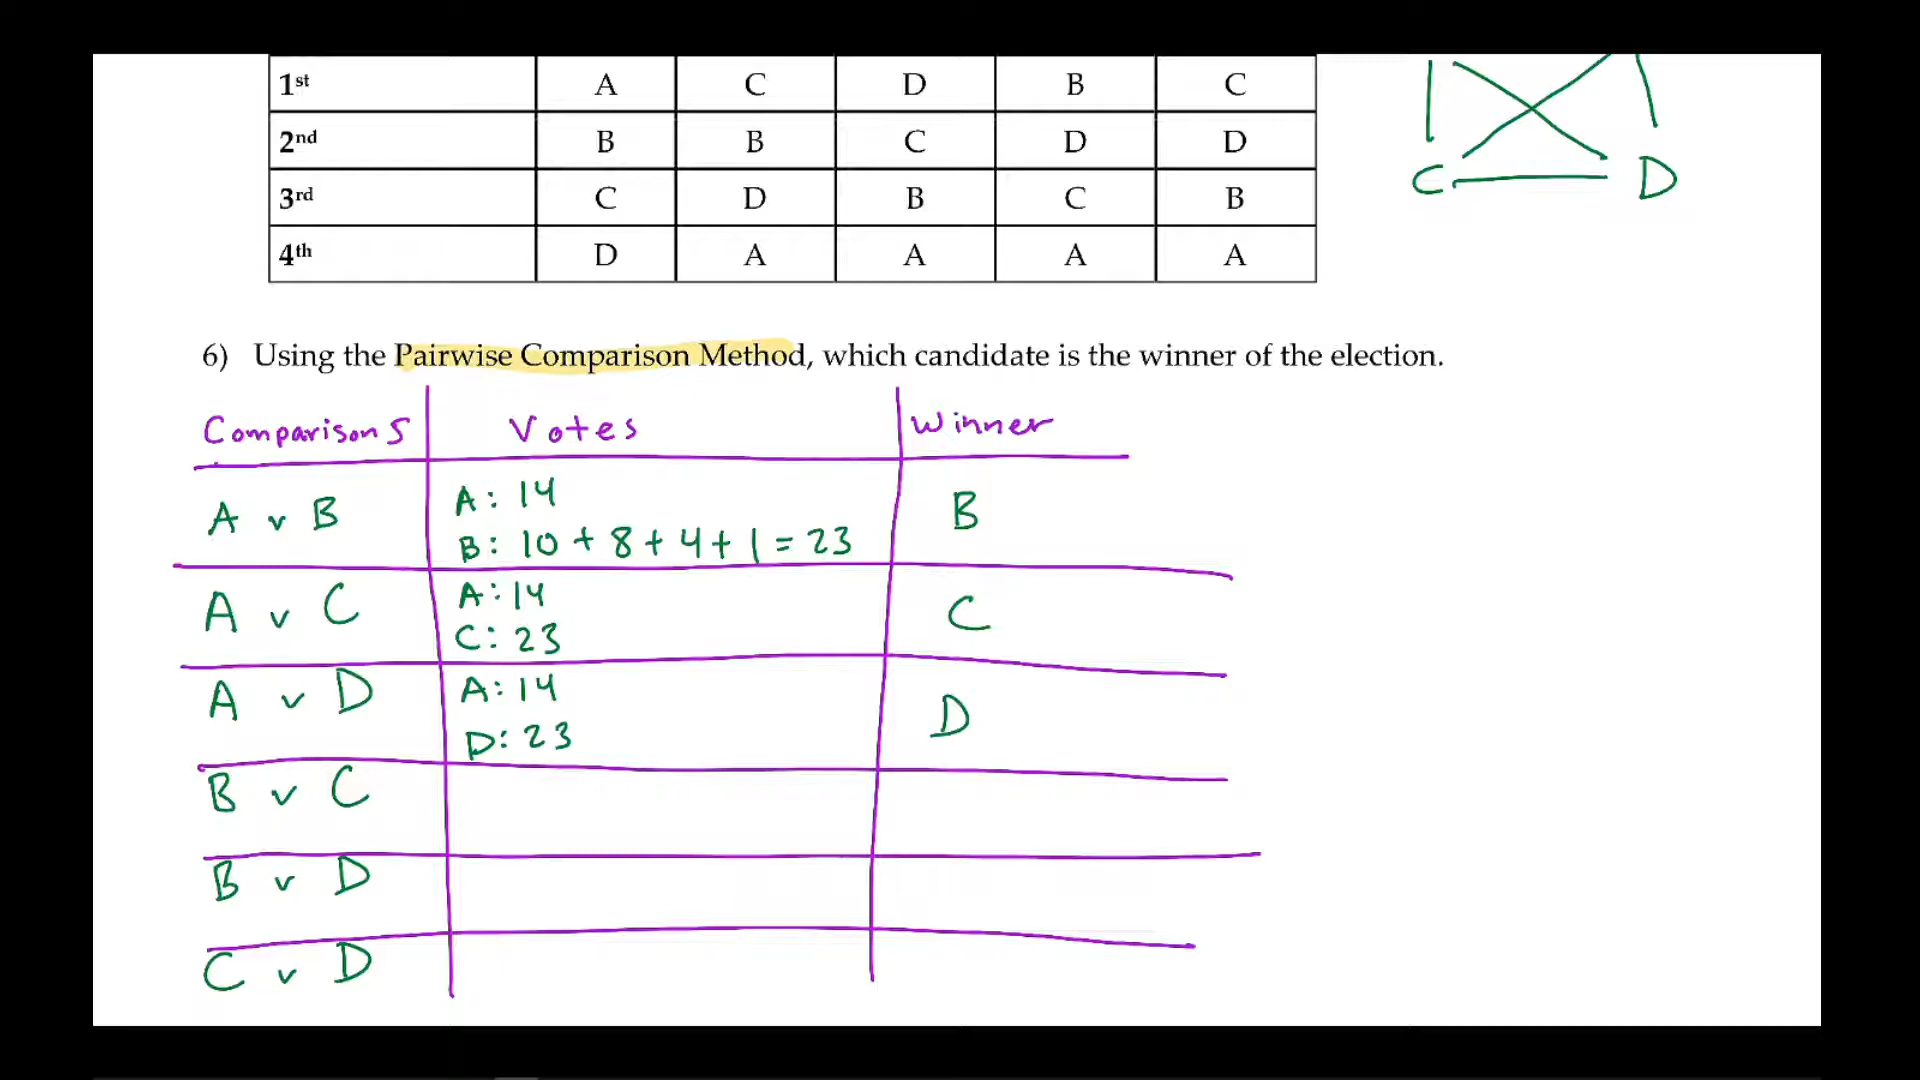 1st A C D B C
2nd B B C D D
3rd C D B C B
4th D A A A A
C D
6) Using the Pairwise Comparison Method, which candidate is the winner of the election.
Comparisons Votes Winner
A v B A: 14 B
B: 10 + 8 + 4 + 1 = 23
A v C A: 14 C
C: 23
A v D A: 14 D
D: 23
B v C
B v D
C v D